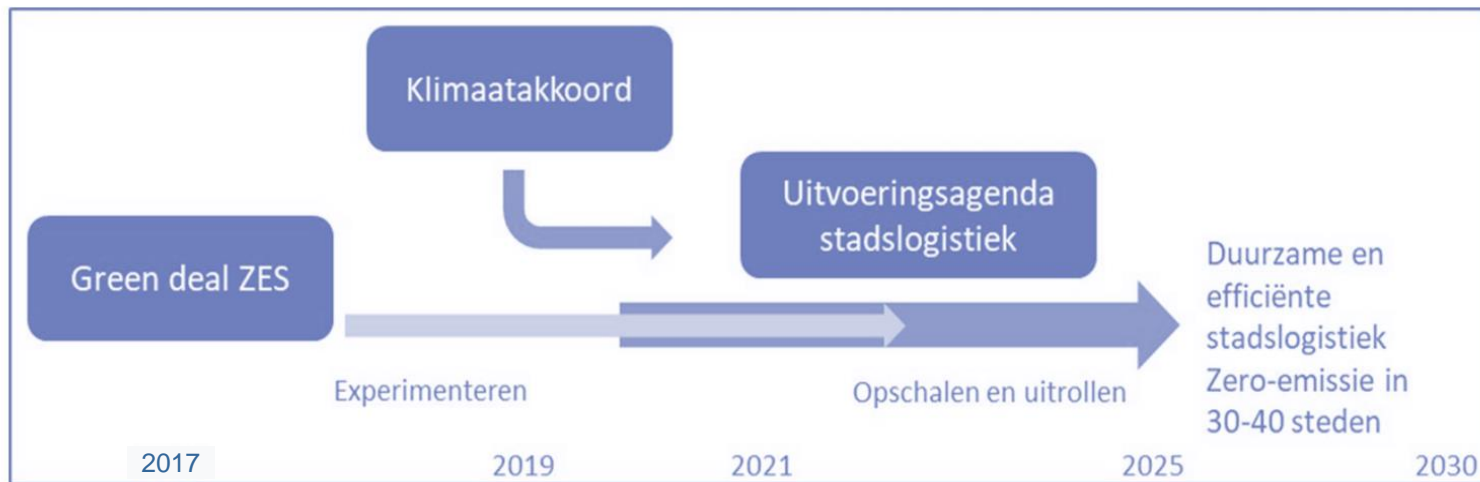 Klimaatakkoord
Uitvoeringsagenda
stadslogistiek
Green deal ZES
Duurzame en
efficiënte
stadslogistiek
Zero-emissie in
30-40 steden
Experimenteren
Opschalen en uitrollen
2017
2019
2021
2025
2030